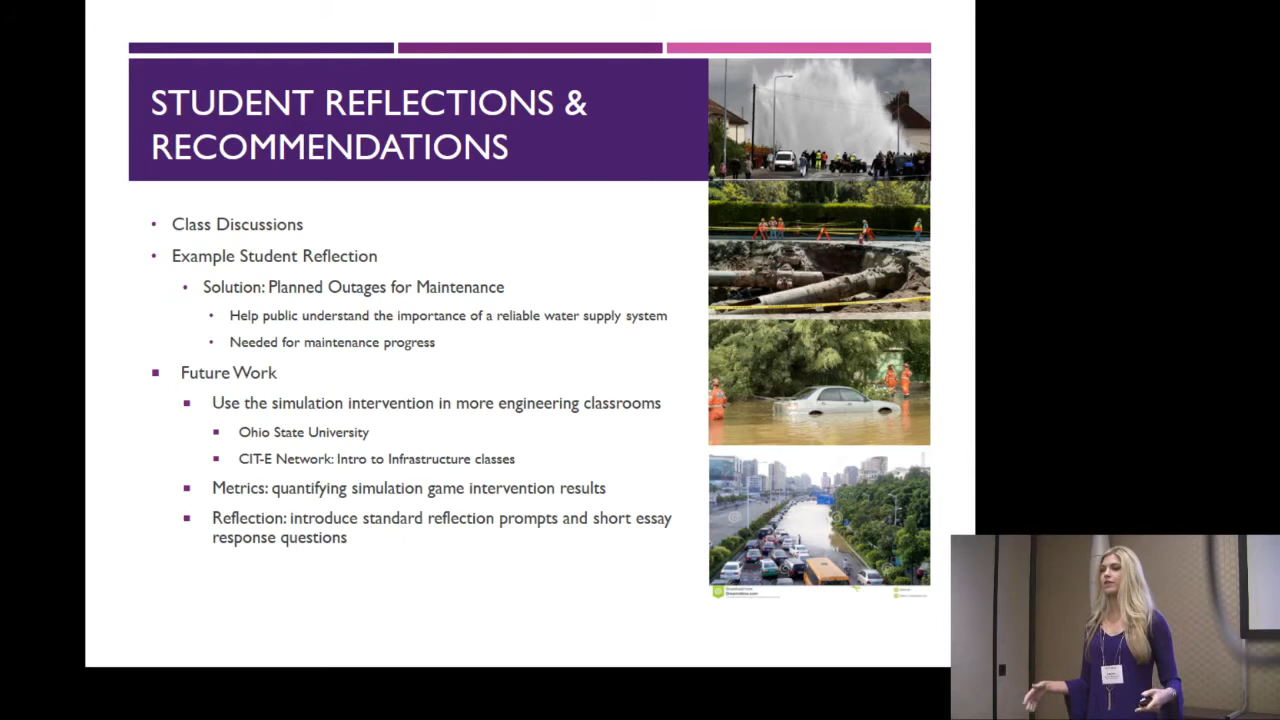 STUDENT REFLECTIONS &
RECOMMENDATIONS
• Class Discussions
• Example Student Reflection
• Solution: Planned Outages for Maintenance
• Help public understand the importance of a reliable water supply system
• Needed for maintenance progress
▪ Future Work
▪ Use the simulation intervention in more engineering classrooms
▪ Ohio State University
▪ CIT-E Network: Intro to Infrastructure classes
▪ Metrics: quantifying simulation game intervention results
▪ Reflection: introduce standard reflection prompts and short essay
response questions